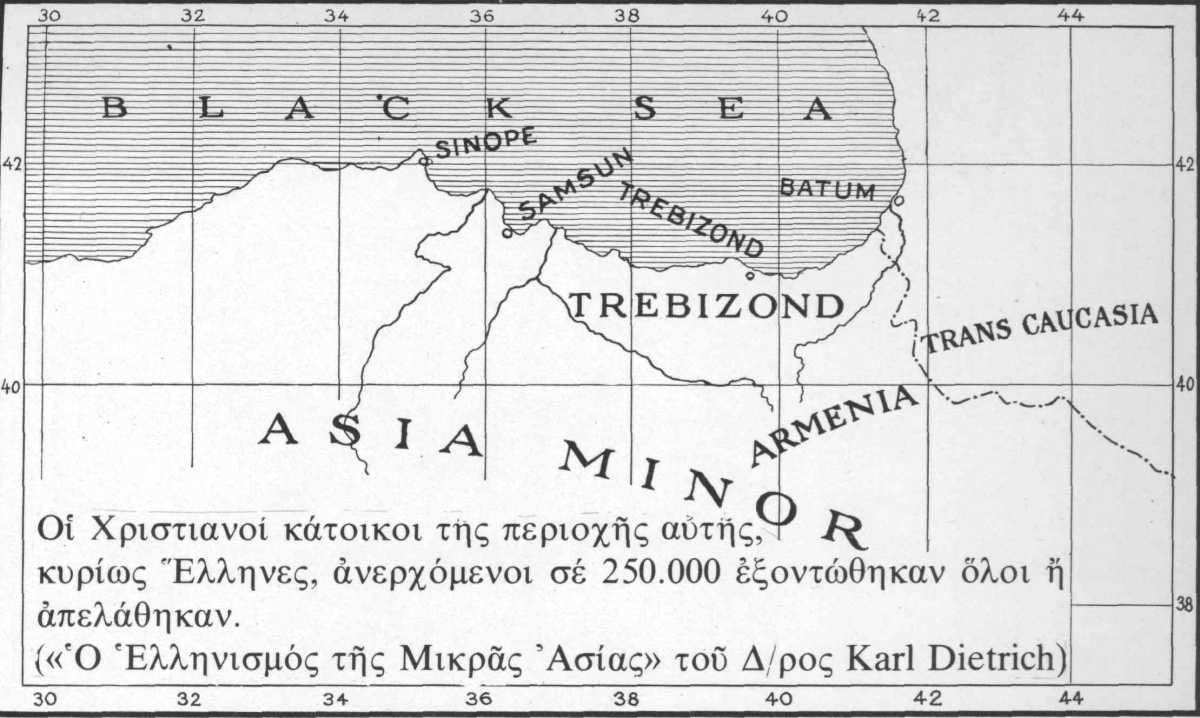 30 32 34 36 38 40 42 44
BLACK SEA
SINOPE
42 42
SAMSUN
TREBIZOND
BATUM
TREBIZOND
TRANS CAUCASIA
40 40
ARMENIA
ASIA MINOR
Οἱ Χριστιανοί κάτοικοι τῆς περιοχῆς αὐτῆς,
κυρίως Ἕλληνες, ἀνερχόμενοι σέ 250.000 ἐξοντώθηκαν ὅλοι ἤ
ἀπελάθηκαν.
38
(«Ὁ Ἑλληνισμός τῆς Μικρᾶς Ἀσίας» τοῦ Δ/ρος Karl Dietrich)
30 32 34 36 38 40 42 44